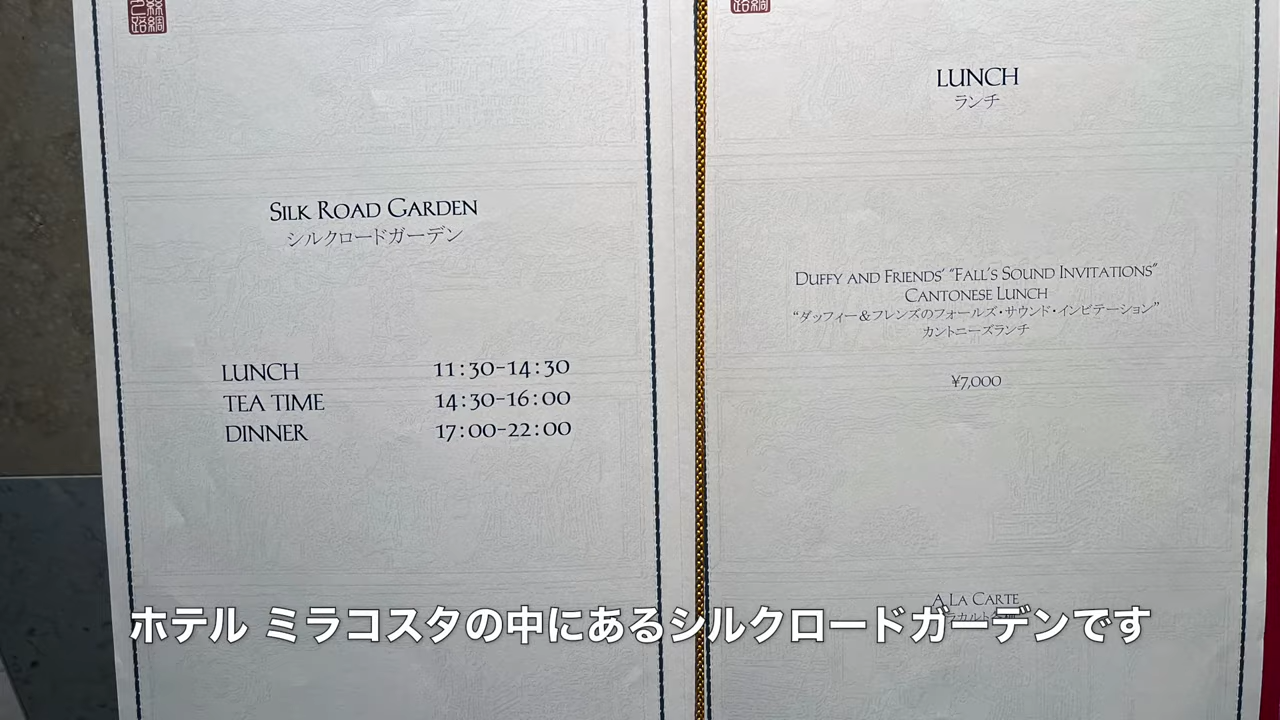 SILK ROAD GARDEN
シルクロードガーデン
LUNCH 11:30-14:30
TEA TIME 14:30-16:00
DINNER 17:00-22:00
LUNCH
ランチ
DUFFY AND FRIENDS' "FALL'S SOUND INVITATIONS"
CANTONESE LUNCH
"ダッフィー&フレンズのフォールズ・サウンド・インビテーション"
カントニーズランチ
¥7,000
A LA CARTE
ホテル ミラコスタの中にあるシルクロードガーデンです